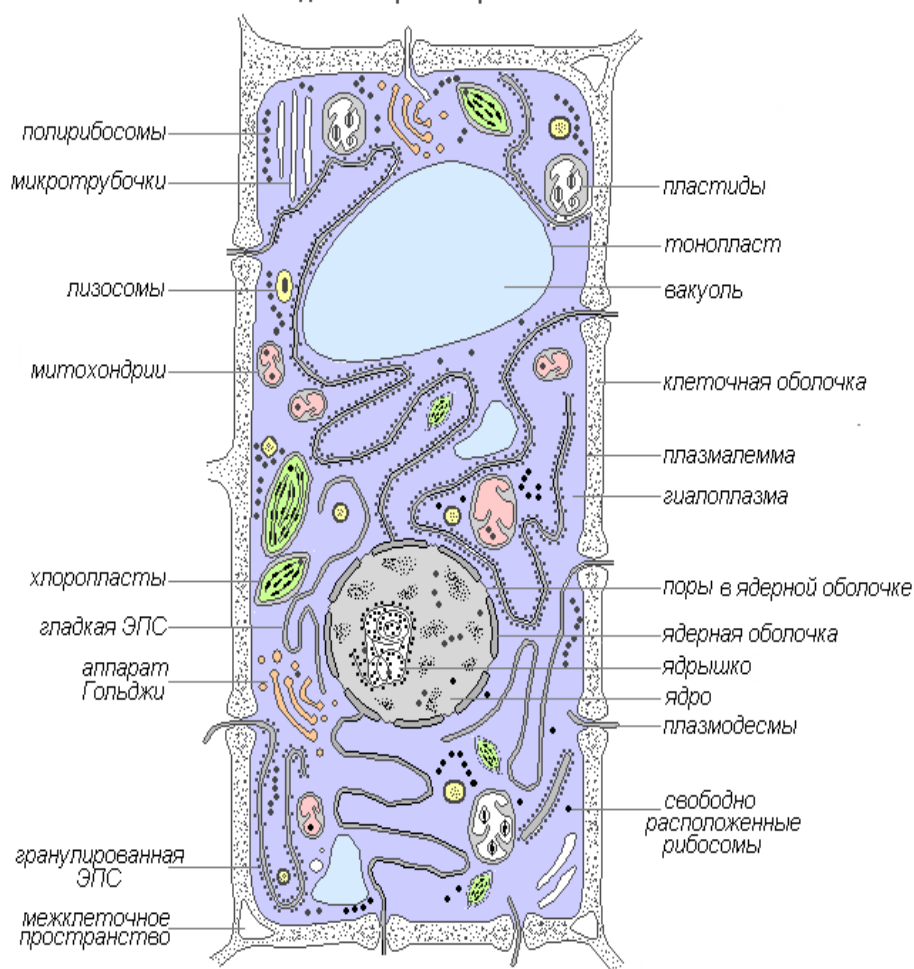 полирибосомы
микротрубочки
лизосомы
митохондрии
хлоропласты
гладкая ЭПС
аппарат
Гольджи
гранулированная
ЭПС
межклеточное
пространство
пластиды
тонопласт
вакуоль
клеточная оболочка
плазмалемма
гиалоплазма
поры в ядерной оболочке
ядерная оболочка
ядрышко
ядро
плазмодесмы
свободно
расположенные
рибосомы